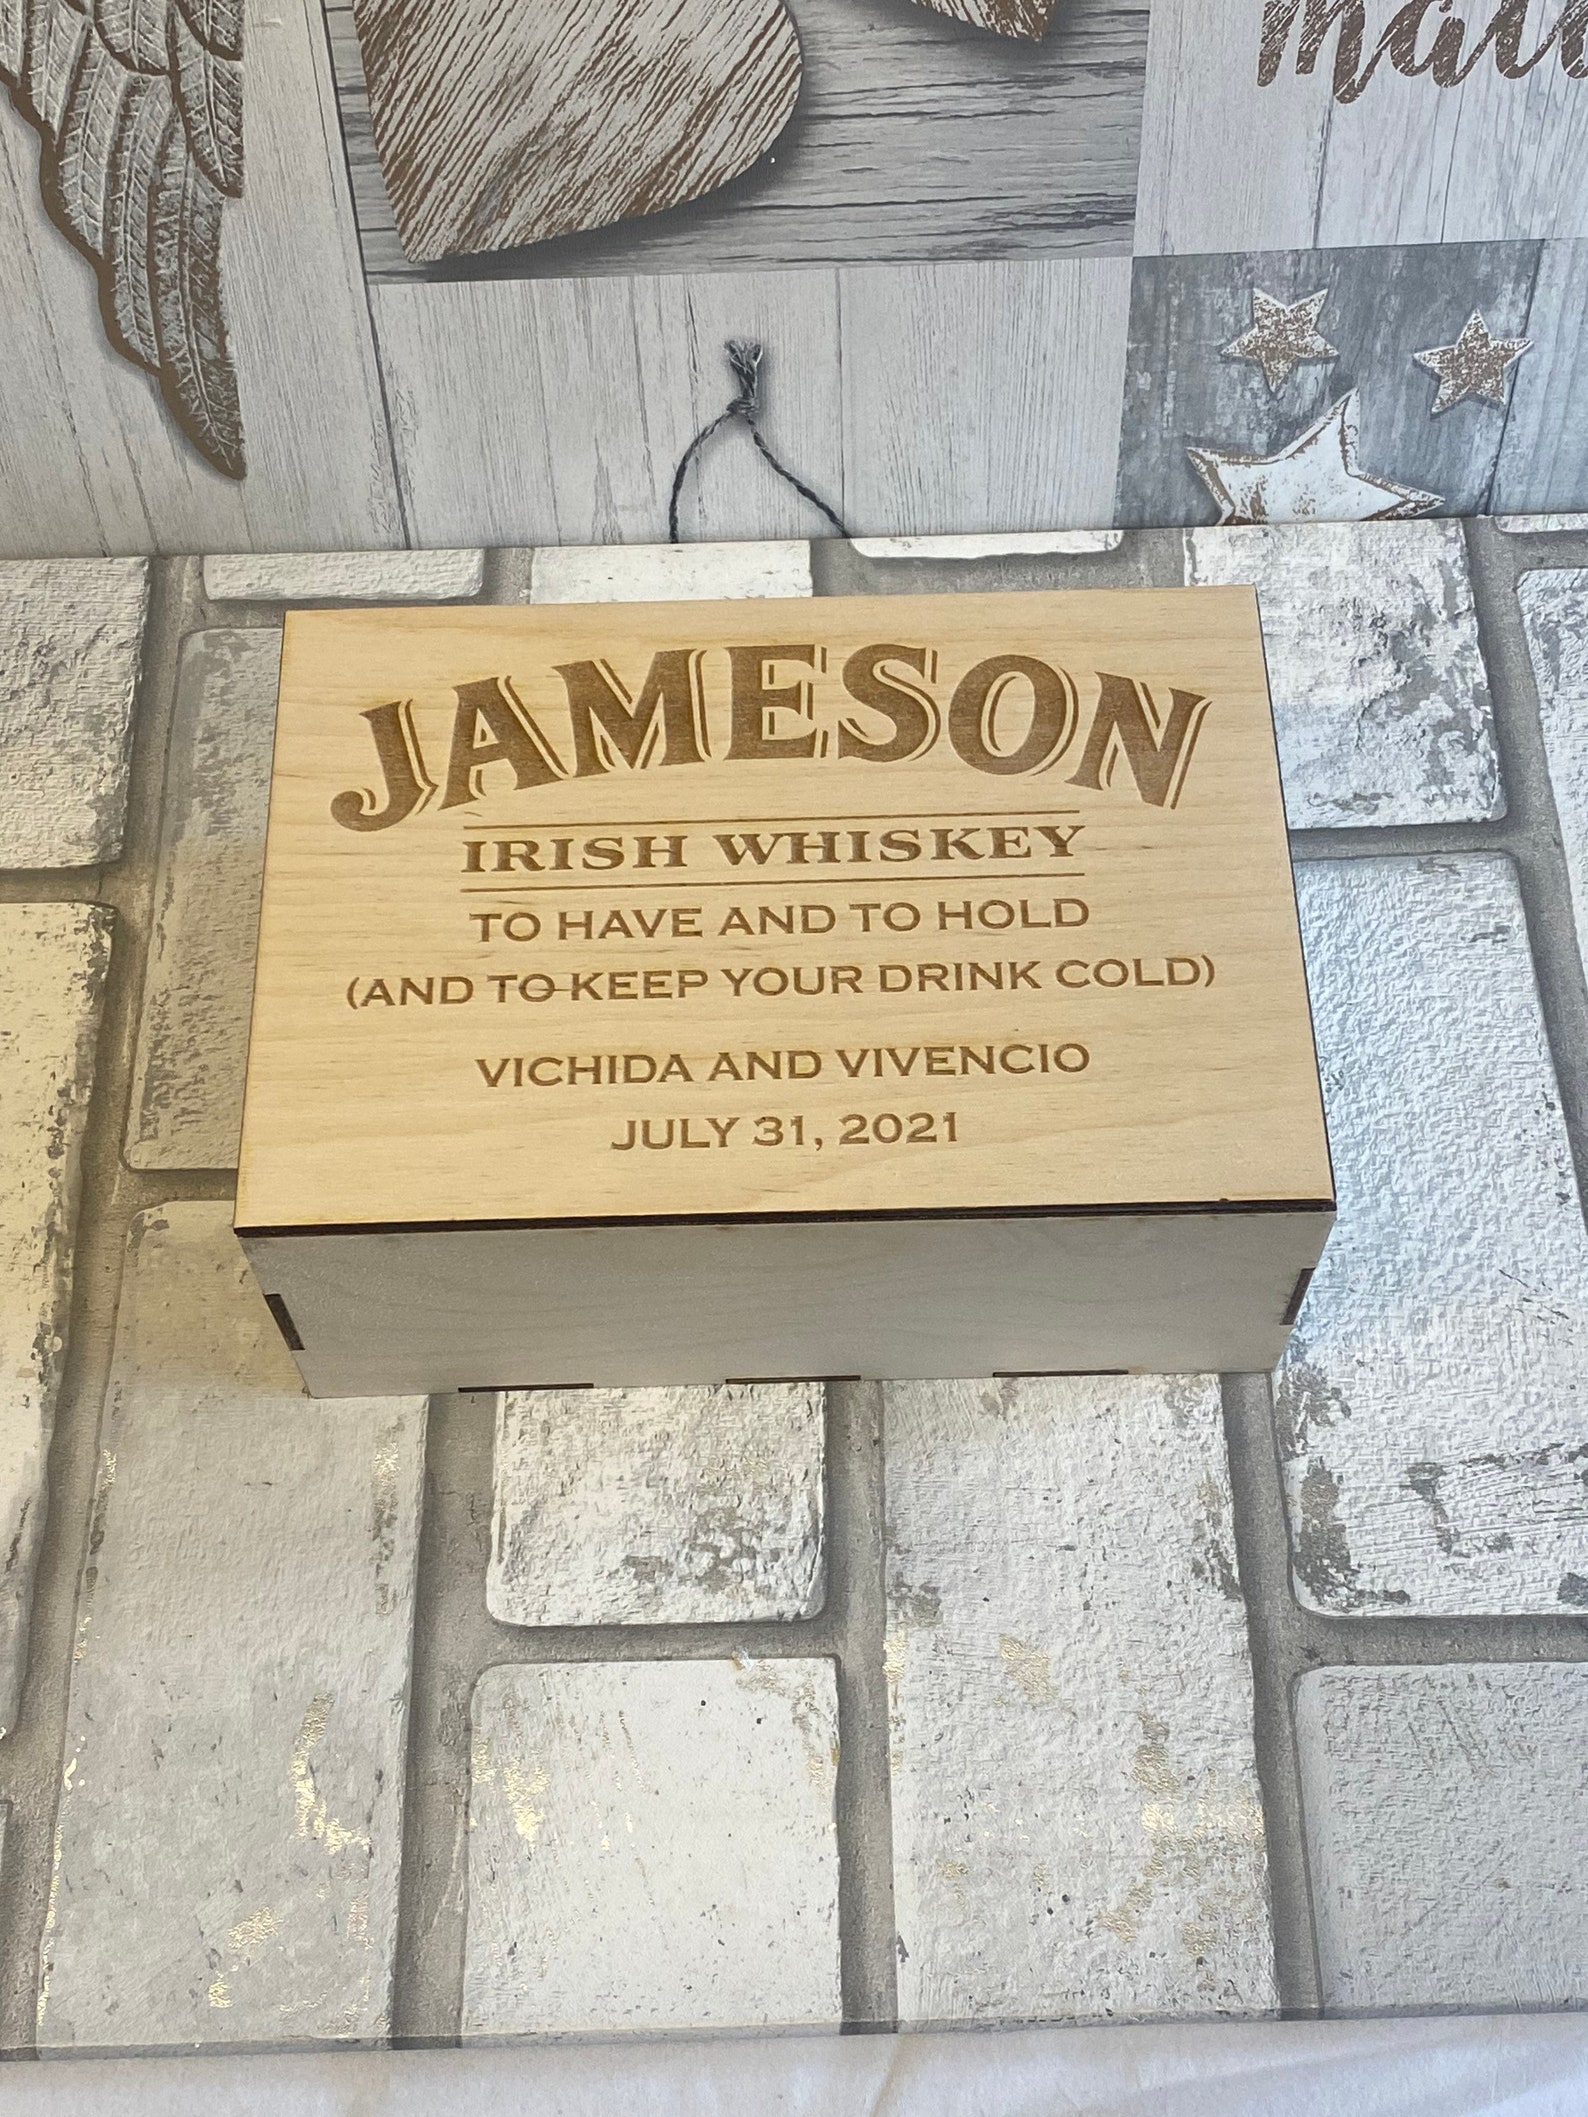 JAMESON
IRISH WHISKEY
TO HAVE AND TO HOLD
(AND TO KEEP YOUR DRINK COLD)
VICHIDA AND VIVENCIO
JULY 31, 2021